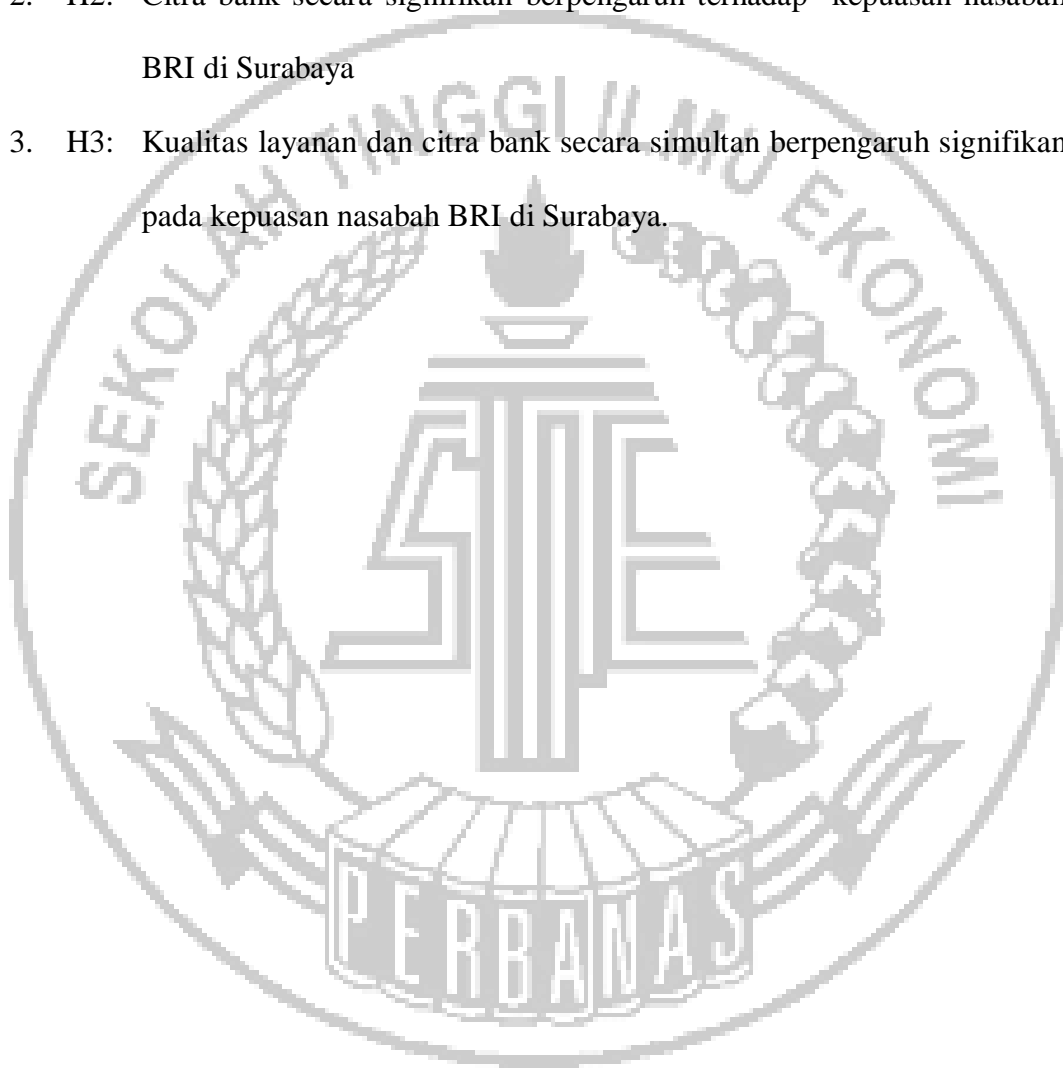 2. H2: Citra bank secara signifikan berpengaruh terhadap kepuasan nasabah
BRI di Surabaya
3. H3: Kualitas layanan dan citra bank secara simultan berpengaruh signifikan
pada kepuasan nasabah BRI di Surabaya.
SEKOLAH TINGGI ILMU EKONOMI
STIE
PERBANAS